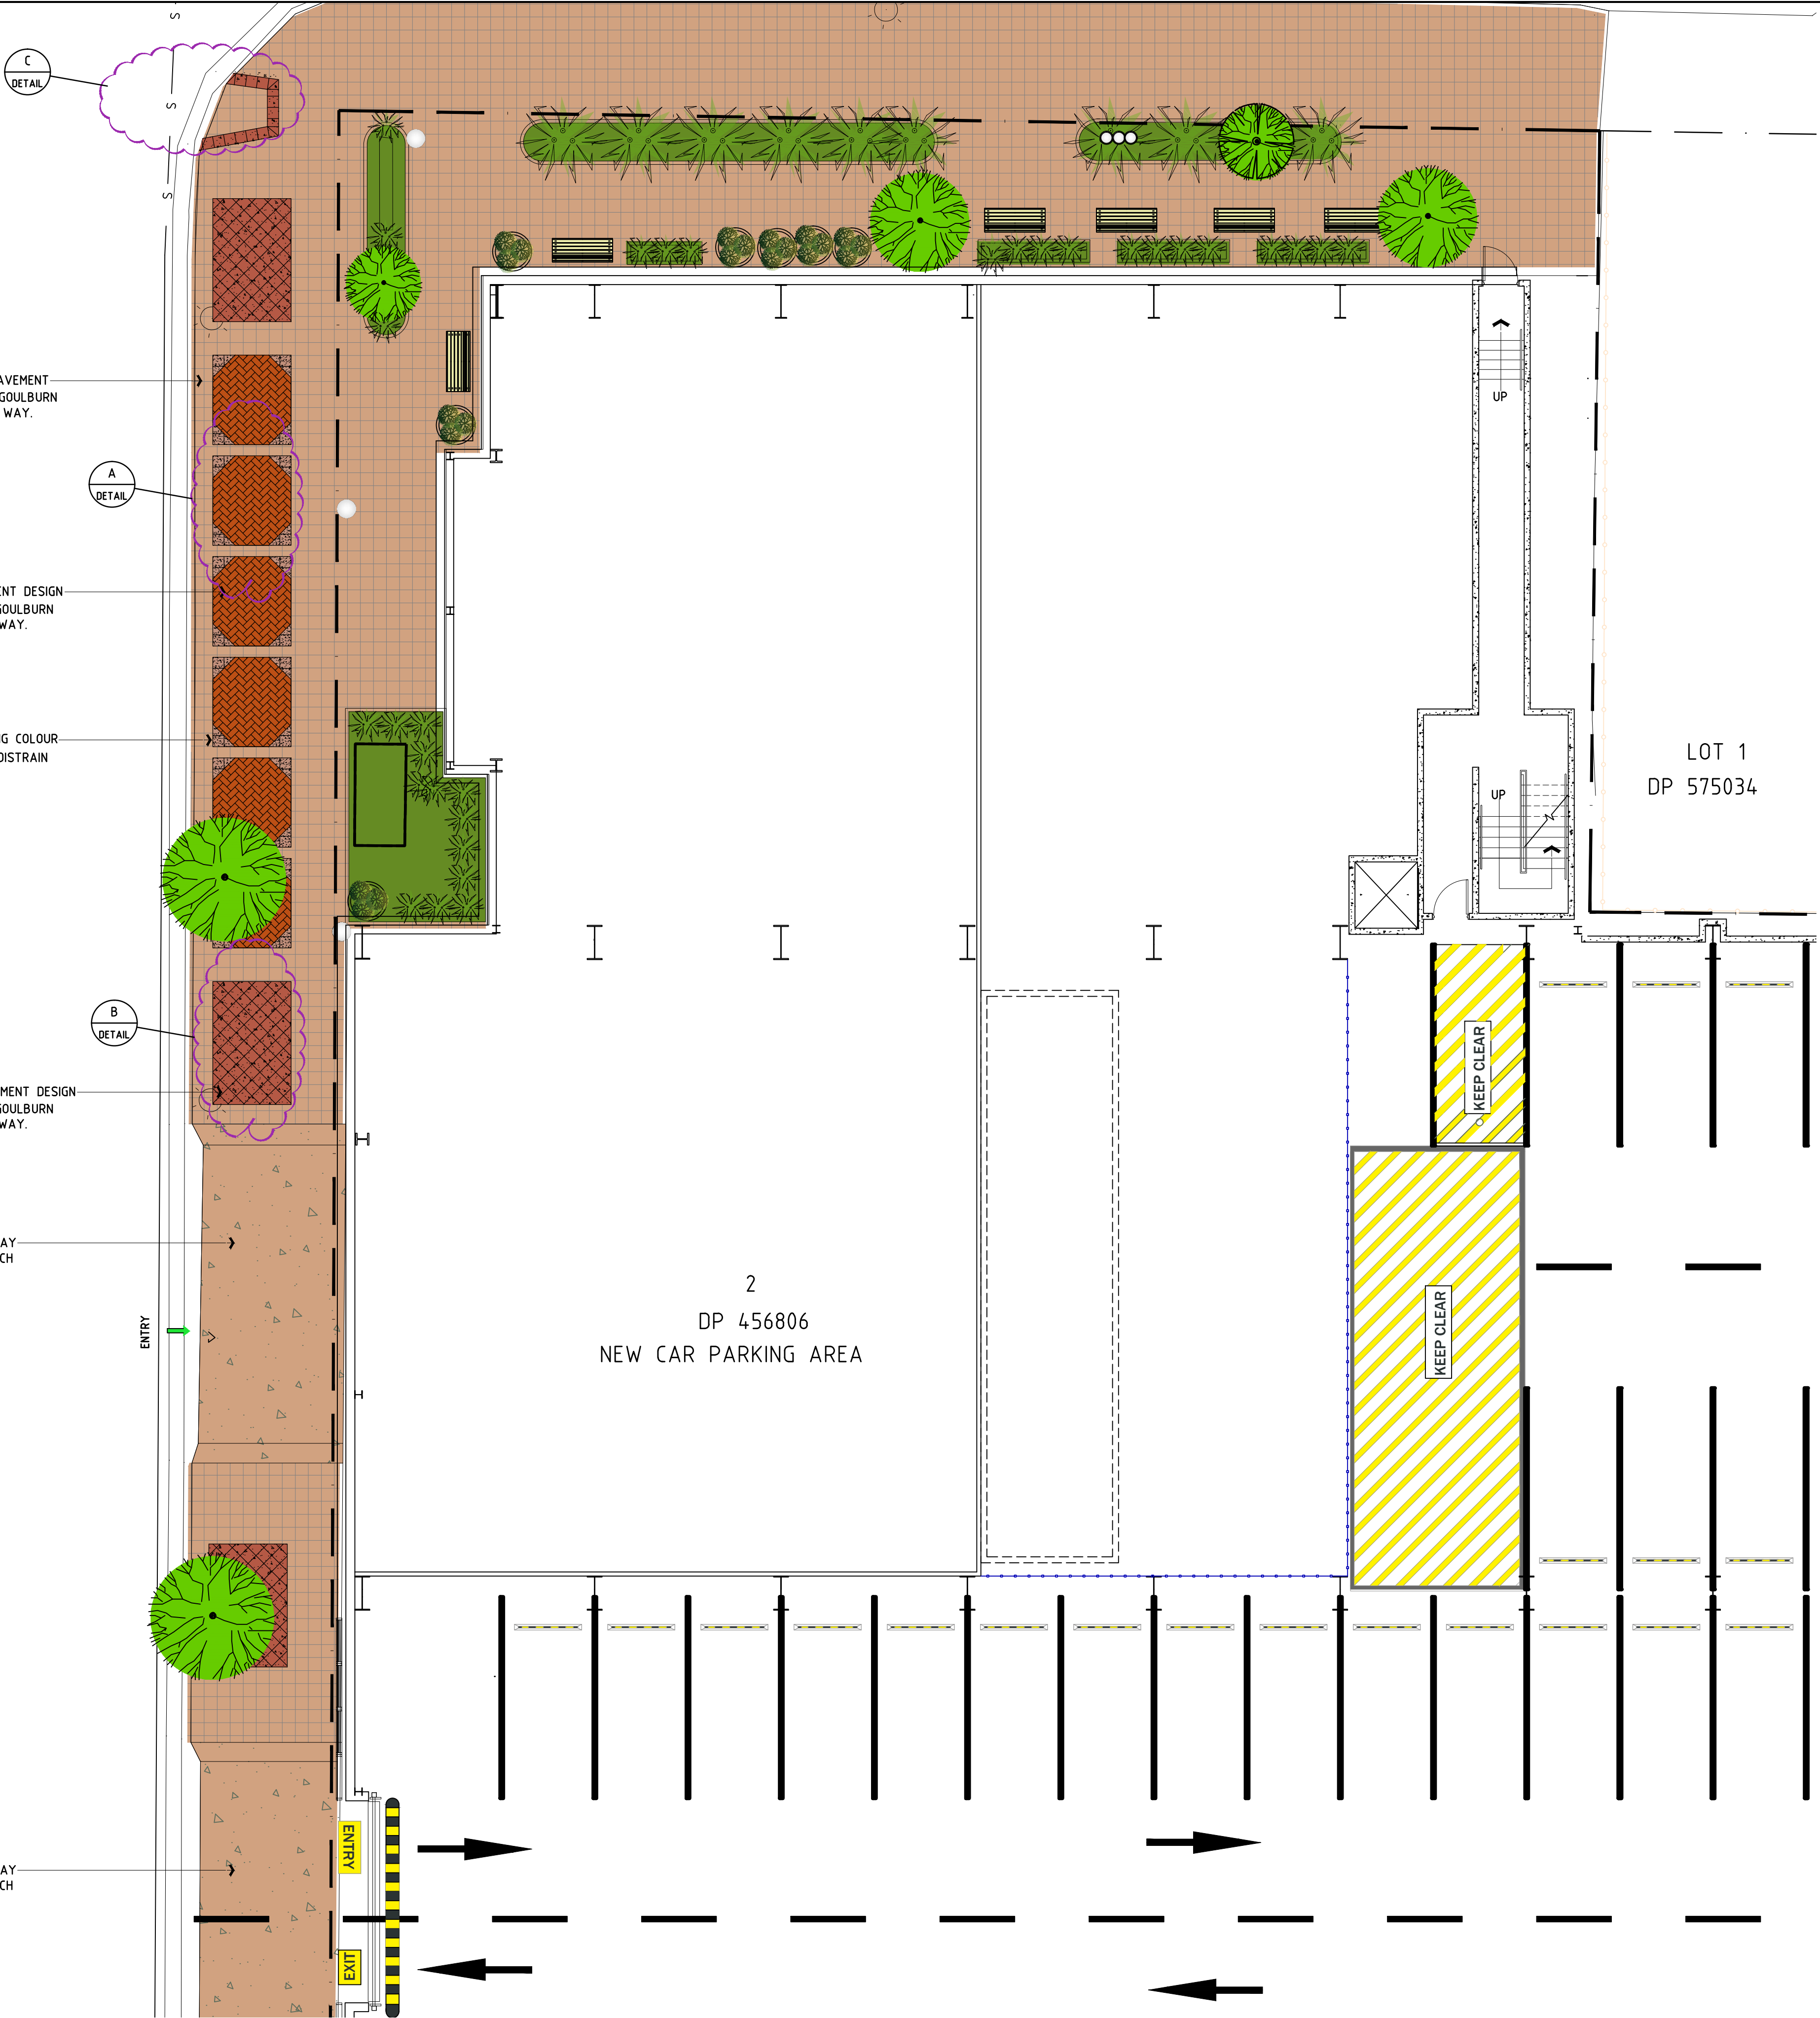 S
C
DETAIL
S
S
AVEMENT
GOULBURN
WAY.
UP
A
DETAIL
ENT DESIGN
GOULBURN
WAY.
G COLOUR
DISTRAIN
LOT 1
DP 575034
UP
B
DETAIL
KEEP CLEAR
MENT DESIGN
GOULBURN
WAY.
AY
CH
ENTRY
2
DP 456806
NEW CAR PARKING AREA
KEEP CLEAR
ENTRY
AY
CH
EXIT